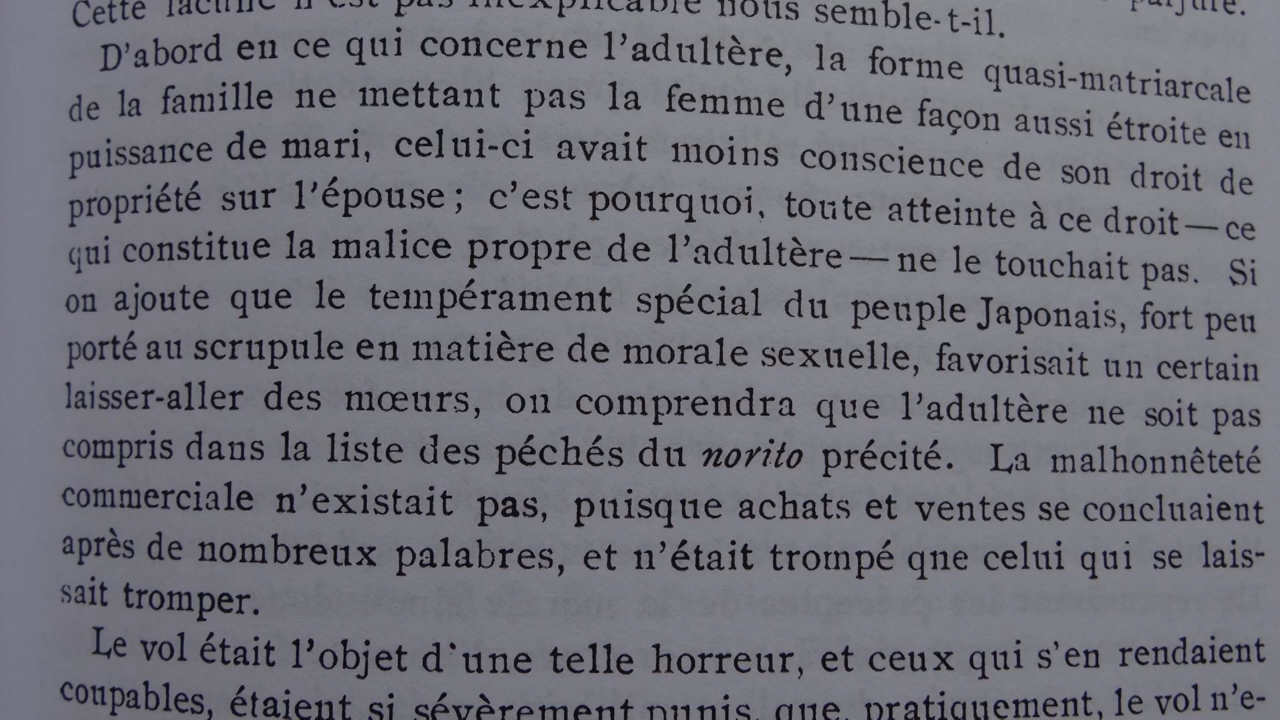 Cette lacune n'est pas inexplicable nous semble-t-il.
D'abord en ce qui concerne l'adultère, la forme quasi-matriarcale
de la famille ne mettant pas la femme d'une façon aussi étroite en
puissance de mari, celui-ci avait moins conscience de son droit de
propriété sur l'épouse; c'est pourquoi, toute atteinte à ce droit—ce
qui constitue la malice propre de l'adultère—ne le touchait pas. Si
on ajoute que le tempérament spécial du peuple Japonais, fort peu
porté au scrupule en matière de morale sexuelle, favorisait un certain
laisser-aller des mœurs, on comprendra que l'adultère ne soit pas
compris dans la liste des péchés du norito précité. La malhonnêteté
commerciale n'existait pas, puisque achats et ventes se concluaient
après de nombreux palabres, et n'était trompé qne celui qui se lais-
sait tromper.
Le vol était l'objet d'une telle horreur, et ceux qui s'en rendaient
coupables, étaient si sévèrement punis, que, pratiquement, le vol n'e-